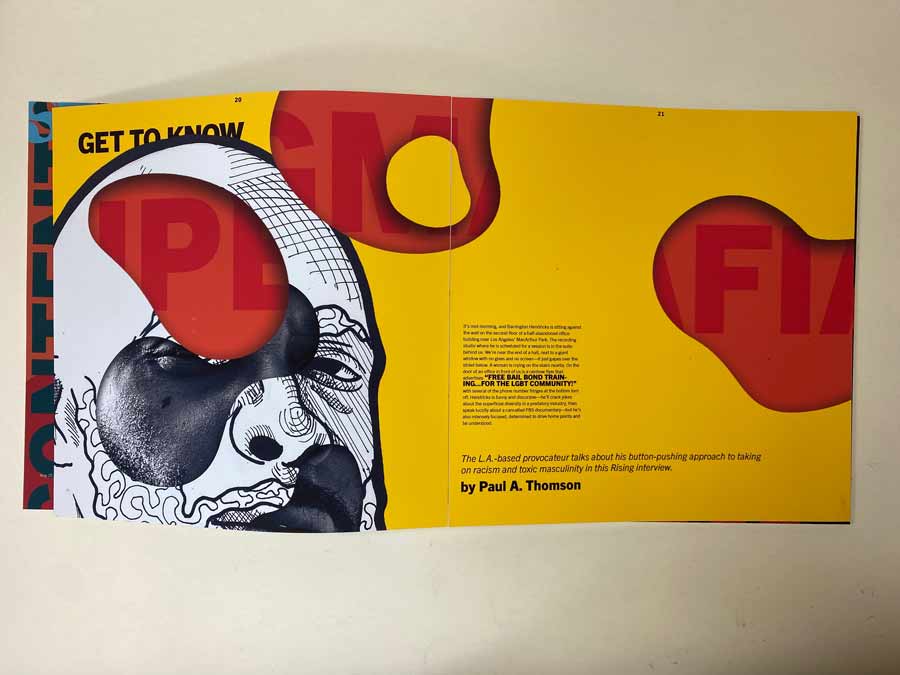 20
21
CONTENTS
GET TO KNOW
JPEGMAFIA
It's mid-morning, and Barrington Hendricks is sitting against
the wall on the second floor of a half-abandoned office
building near Los Angeles' MacArthur Park. The recording
studio where he is scheduled for a session is in the suite
behind us. We're near the end of a hall, next to a giant
window with no glass and no screen—it just gapes over the
street below. A woman is crying on the stairs nearby. On the
door of an office in front of us is a rainbow flyer that
advertises "FREE BAIL BOND TRAIN-
ING...FOR THE LGBT COMMUNITY!"
with several of the phone number fringes at the bottom torn
off. Hendricks is funny and discursive—he'll crack jokes
about the superficial diversity in a predatory industry, then
speak lucidly about a cancelled PBS documentary—but he's
also intensely focused, determined to drive home points and
be understood.
The L.A.-based provocateur talks about his button-pushing approach to taking
on racism and toxic masculinity in this Rising interview.
by Paul A. Thomson